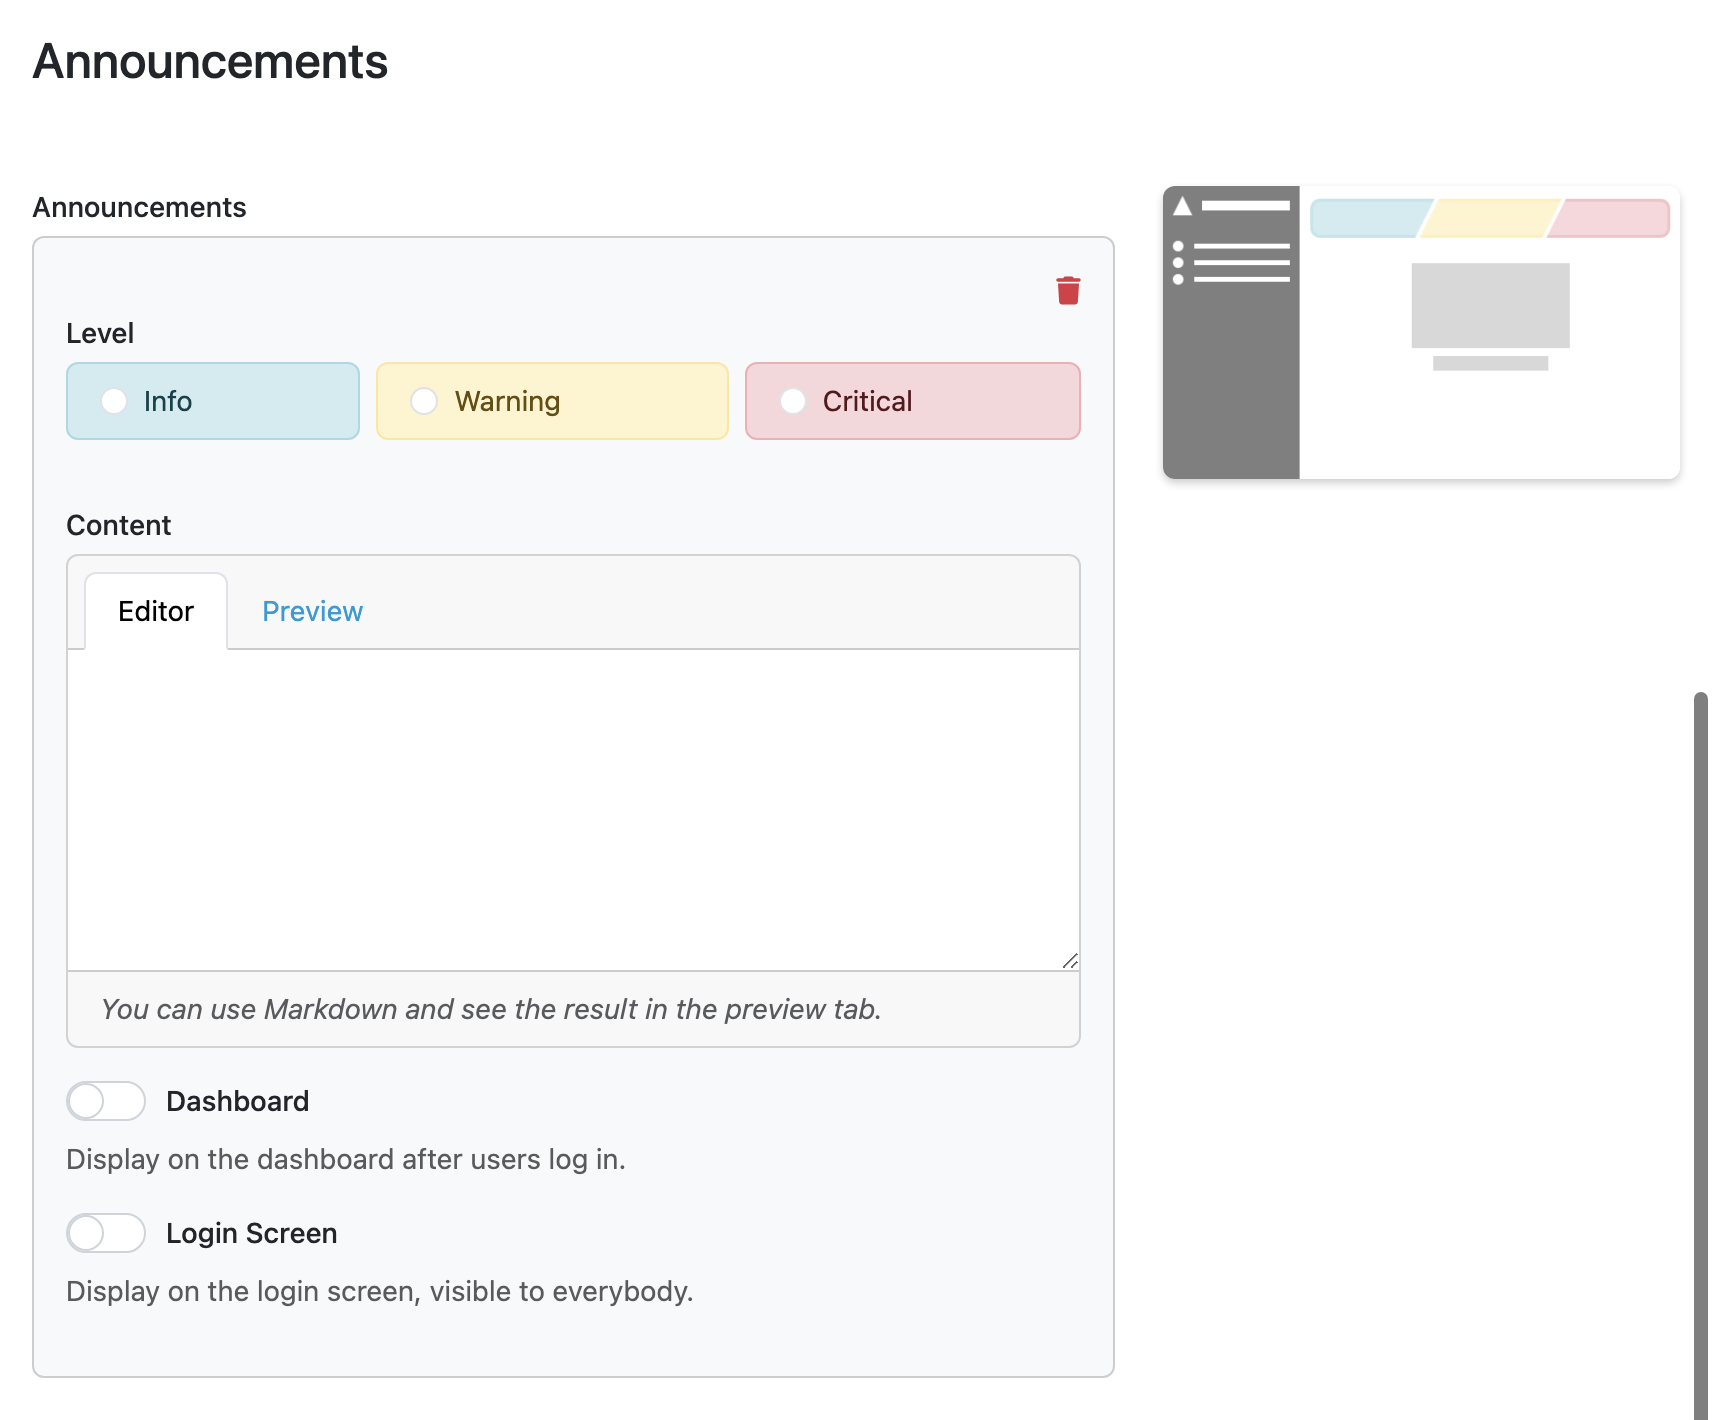 Announcements
Announcements
Level
Info
Warning
Critical
Content
Editor
Preview
You can use Markdown and see the result in the preview tab.
Dashboard
Display on the dashboard after users log in.
Login Screen
Display on the login screen, visible to everybody.